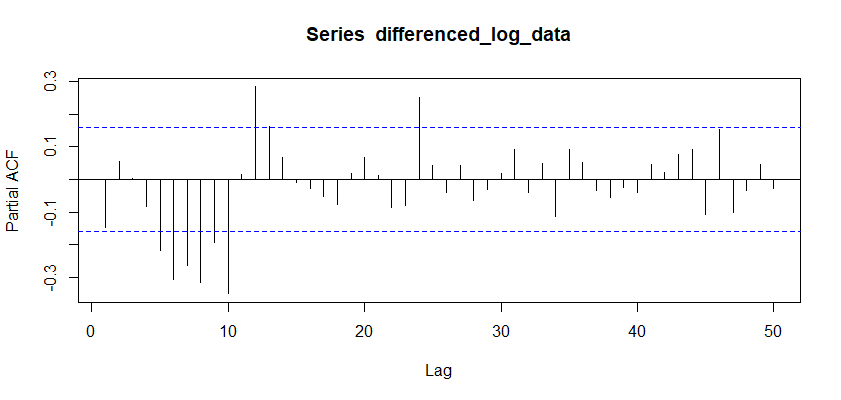 Series differenced_log_data
Partial ACF
0.3
0.1
-0.1
-0.3
0 10 20 30 40 50
Lag